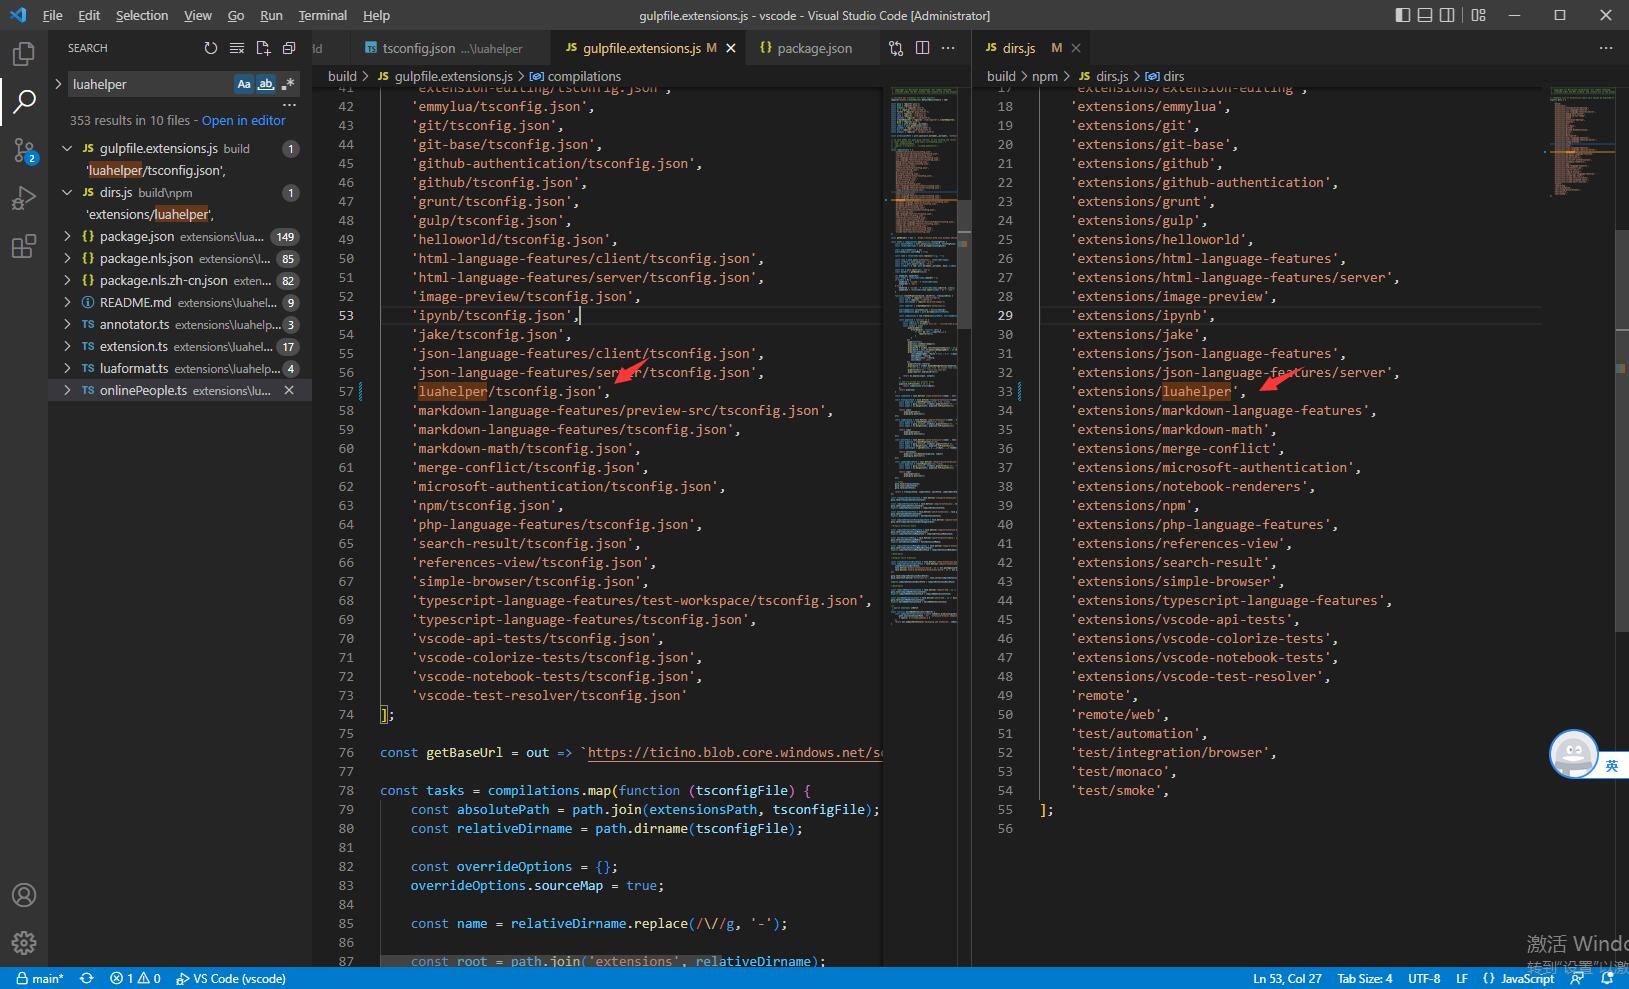 File Edit Selection View Go Run Terminal Help
gulpfile.extensions.js - vscode - Visual Studio Code [Administrator]
SEARCH
luahelper
Aa ab .*
353 results in 10 files - Open in editor
JS gulpfile.extensions.js build 1
'luahelper/tsconfig.json',
JS dirs.js build\npm 1
'extensions/luahelper',
{} package.json extensions\lua... 149
{} package.nls.json extensions\l... 85
{} package.nls.zh-cn.json exten... 82
README.md extensions\luahel... 9
TS annotator.ts extensions\luahelp... 3
TS extension.ts extensions\luahel... 17
TS luaformat.ts extensions\luahelp... 4
TS onlinePeople.ts extensions\lu...
2
ld
TS tsconfig.json ...\luahelper
JS gulpfile.extensions.js M
{} package.json
build > JS gulpfile.extensions.js > compilations
41 'extension-editing/tsconfig.json',
42 'emmylua/tsconfig.json',
43 'git/tsconfig.json',
44 'git-base/tsconfig.json',
45 'github-authentication/tsconfig.json',
46 'github/tsconfig.json',
47 'grunt/tsconfig.json',
48 'gulp/tsconfig.json',
49 'helloworld/tsconfig.json',
50 'html-language-features/client/tsconfig.json',
51 'html-language-features/server/tsconfig.json',
52 'image-preview/tsconfig.json',
53 'ipynb/tsconfig.json',
54 'jake/tsconfig.json',
55 'json-language-features/client/tsconfig.json',
56 'json-language-features/server/tsconfig.json',
57 'luahelper/tsconfig.json',
58 'markdown-language-features/preview-src/tsconfig.json',
59 'markdown-language-features/tsconfig.json',
60 'markdown-math/tsconfig.json',
61 'merge-conflict/tsconfig.json',
62 'microsoft-authentication/tsconfig.json',
63 'npm/tsconfig.json',
64 'php-language-features/tsconfig.json',
65 'search-result/tsconfig.json',
66 'references-view/tsconfig.json',
67 'simple-browser/tsconfig.json',
68 'typescript-language-features/test-workspace/tsconfig.json',
69 'typescript-language-features/tsconfig.json',
70 'vscode-api-tests/tsconfig.json',
71 'vscode-colorize-tests/tsconfig.json',
72 'vscode-notebook-tests/tsconfig.json',
73 'vscode-test-resolver/tsconfig.json'
74 ];
75
76 const getBaseUrl = out => `https://ticino.blob.core.windows.net/so
77
78 const tasks = compilations.map(function (tsconfigFile) {
79 const absolutePath = path.join(extensionsPath, tsconfigFile);
80 const relativeDirname = path.dirname(tsconfigFile);
81
82 const overrideOptions = {};
83 overrideOptions.sourceMap = true;
84
85 const name = relativeDirname.replace(/\//g, '-');
86
87 const root = path.join('extensions', relativeDirname);
JS dirs.js M
build > npm > JS dirs.js > dirs
17 'extensions/extension-editing',
18 'extensions/emmylua',
19 'extensions/git',
20 'extensions/git-base',
21 'extensions/github',
22 'extensions/github-authentication',
23 'extensions/grunt',
24 'extensions/gulp',
25 'extensions/helloworld',
26 'extensions/html-language-features',
27 'extensions/html-language-features/server',
28 'extensions/image-preview',
29 'extensions/ipynb',
30 'extensions/jake',
31 'extensions/json-language-features',
32 'extensions/json-language-features/server',
33 'extensions/luahelper',
34 'extensions/markdown-language-features',
35 'extensions/markdown-math',
36 'extensions/merge-conflict',
37 'extensions/microsoft-authentication',
38 'extensions/notebook-renderers',
39 'extensions/npm',
40 'extensions/php-language-features',
41 'extensions/references-view',
42 'extensions/search-result',
43 'extensions/simple-browser',
44 'extensions/typescript-language-features',
45 'extensions/vscode-api-tests',
46 'extensions/vscode-colorize-tests',
47 'extensions/vscode-notebook-tests',
48 'extensions/vscode-test-resolver',
49 'remote',
50 'remote/web',
51 'test/automation',
52 'test/integration/browser',
53 'test/monaco',
54 'test/smoke',
55 ];
56
英
激活 Windo
转到"设置"以激
main* 1 0 VS Code (vscode)
Ln 53, Col 27 Tab Size: 4 UTF-8 LF {} JavaScript